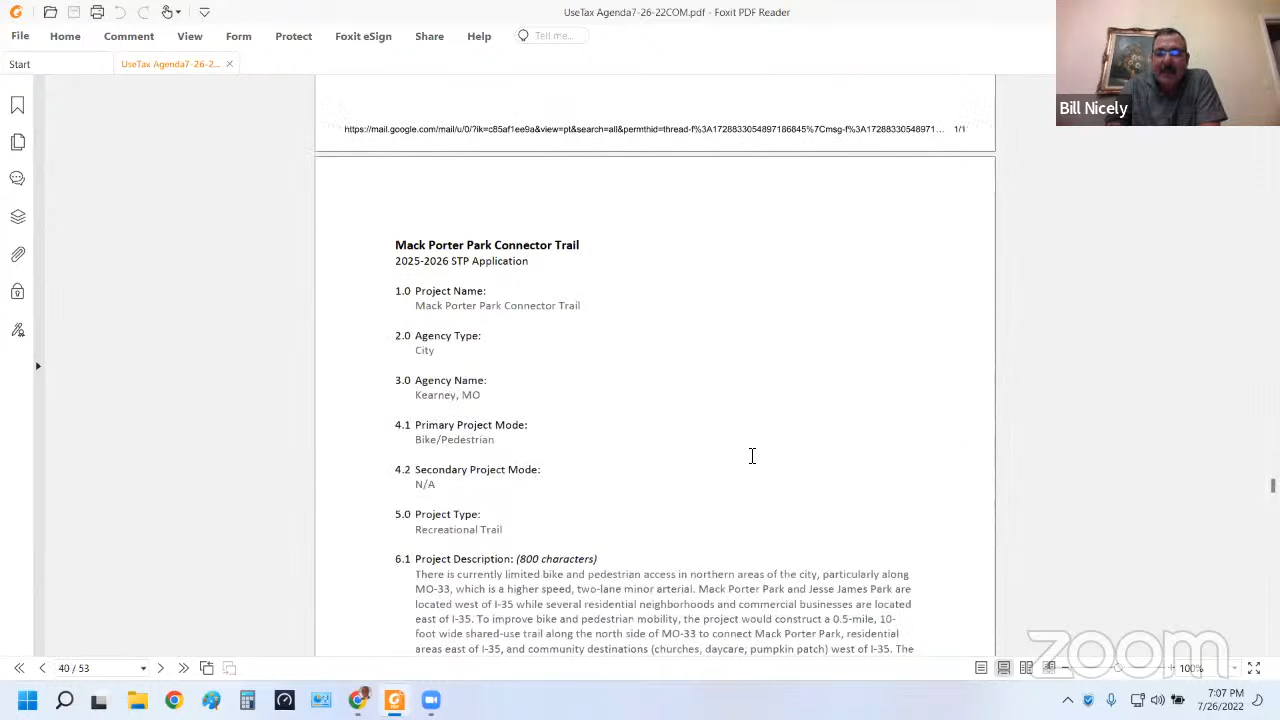 UseTax Agenda7-26-22COM.pdf - Foxit PDF Reader
File Home Comment View Form Protect Foxit eSign Share Help Tell me...
Start UseTax Agenda7-26-2...
Bill Nicely
https://mail.google.com/mail/u/0/?ik=c85af1ee9a&view=pt&search=all&permthid=thread-f%3A1728833054897186845%7Cmsg-f%3A17288330548971... 1/1
Mack Porter Park Connector Trail
2025-2026 STP Application
1.0 Project Name:
Mack Porter Park Connector Trail
2.0 Agency Type:
City
3.0 Agency Name:
Kearney, MO
4.1 Primary Project Mode:
Bike/Pedestrian
4.2 Secondary Project Mode:
N/A
5.0 Project Type:
Recreational Trail
6.1 Project Description: (800 characters)
There is currently limited bike and pedestrian access in northern areas of the city, particularly along
MO-33, which is a higher speed, two-lane minor arterial. Mack Porter Park and Jesse James Park are
located west of I-35 while several residential neighborhoods and commercial businesses are located
east of I-35. To improve bike and pedestrian mobility, the project would construct a 0.5-mile, 10-
foot wide shared-use trail along the north side of MO-33 to connect Mack Porter Park, residential
areas east of I-35, and community destinations (churches, daycare, pumpkin patch) west of I-35. The
zoom
40 / 53
100%
7:07 PM
7/26/2022